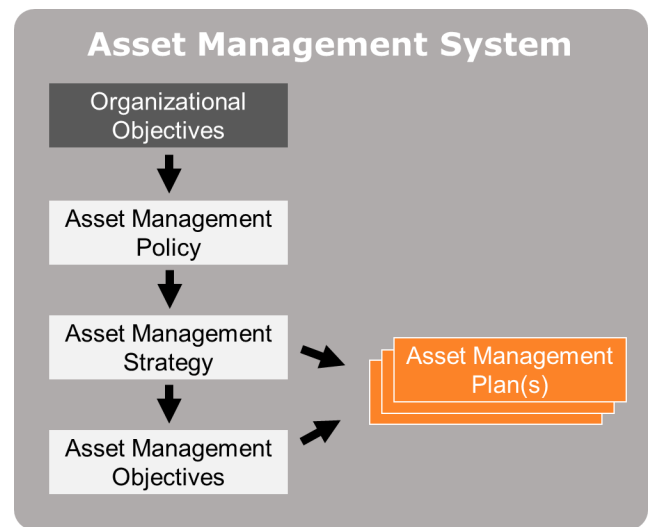 Asset Management System
Organizational
Objectives
Asset Management
Policy
Asset Management
Strategy
Asset Management
Plan(s)
Asset Management
Objectives